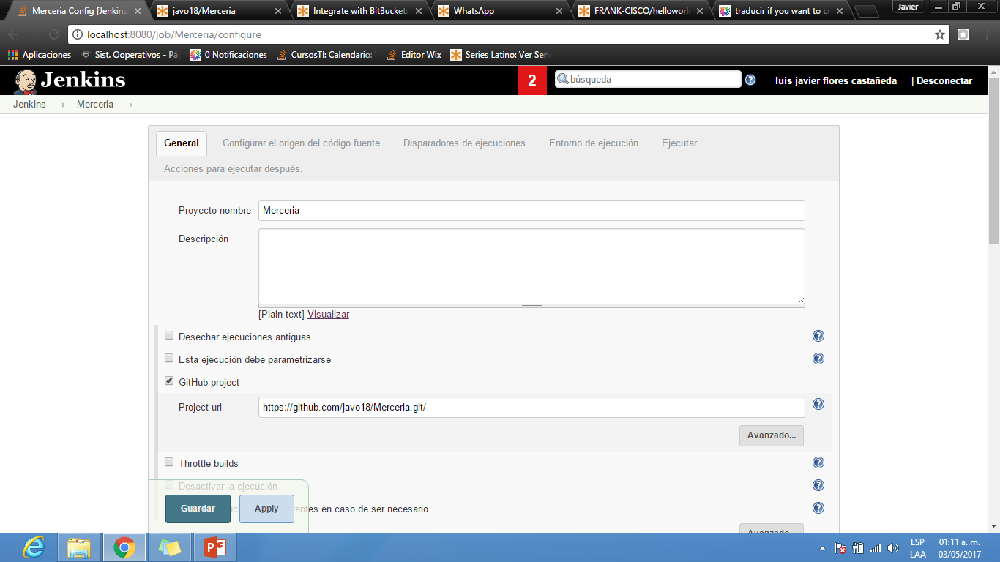 Merceria Config [Jenkins
javo18/Merceria
Integrate with BitBucket
WhatsApp
FRANK-CISCO/hellowor
traducir if you want to c
Javier
localhost:8080/job/Merceria/configure
Aplicaciones
Sist. Ooperativos - Pá
0 Notificaciones
CursosTI: Calendario:
Editor Wix
Series Latino: Ver Seri
Jenkins
2
búsqueda
luis javier flores castañeda
| Desconectar
Jenkins
Merceria
General
Configurar el origen del código fuente
Disparadores de ejecuciones
Entorno de ejecución
Ejecutar
Acciones para ejecutar después.
Proyecto nombre
Merceria
Descripción
[Plain text] Visualizar
Desechar ejecuciones antiguas
Esta ejecución debe parametrizarse
GitHub project
Project url
https://github.com/javo18/Merceria.git/
Avanzado...
Throttle builds
Desactivar la ejecución
en caso de ser necesario
Guardar
Apply
Avanzado...
ESP
LAA
01:11 a. m.
03/05/2017